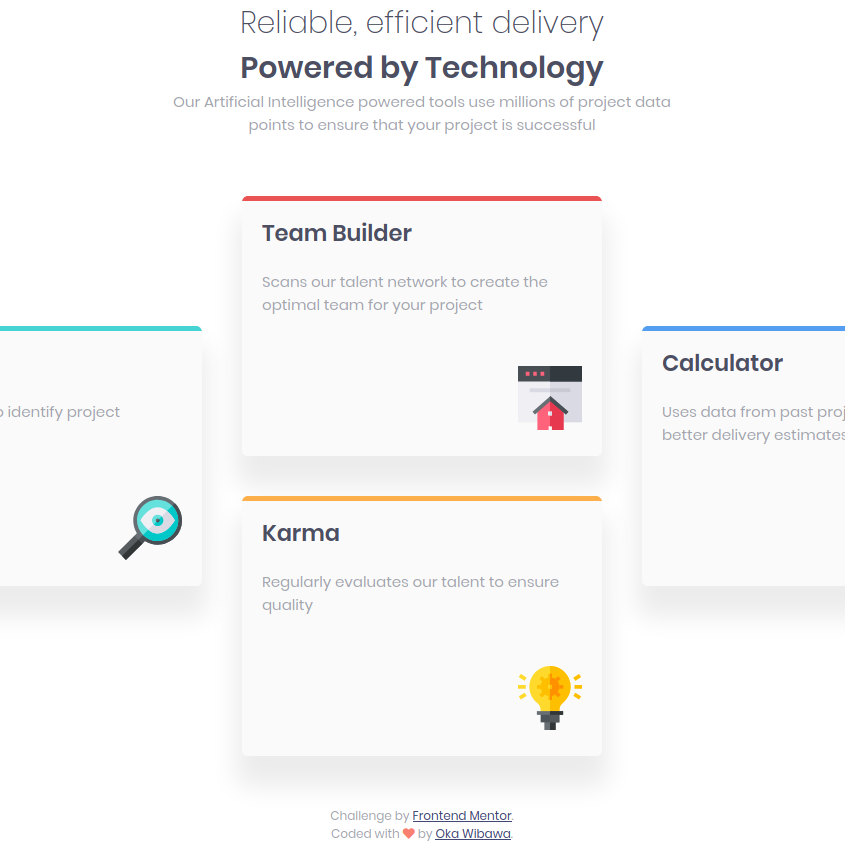 Reliable, efficient delivery
Powered by Technology
Our Artificial Intelligence powered tools use millions of project data
points to ensure that your project is successful
identify project
Team Builder
Scans our talent network to create the
optimal team for your project
Karma
Regularly evaluates our talent to ensure
quality
Calculator
Uses data from past
better delivery estimates
Challenge by Frontend Mentor.
Coded with ❤ by Oka Wibawa.